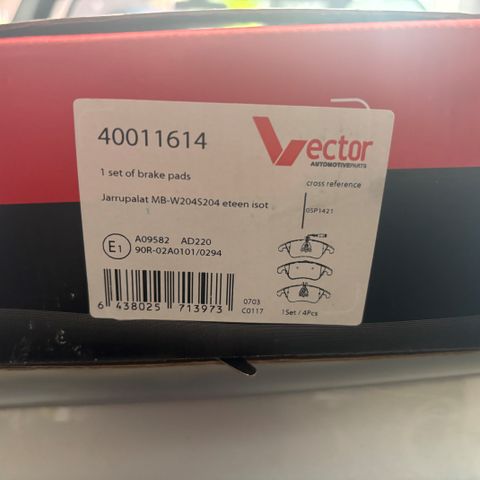 40011614
Vector
AUTOMOTIVEPARTS
1 set of brake pads
cross reference
Jarrupalat MB-W204S204 eteen isot
05P1421
E1
A09582 AD220
90R-02A0101/0294
6 438025 713973
0703
C0117
1Set / 4Pcs